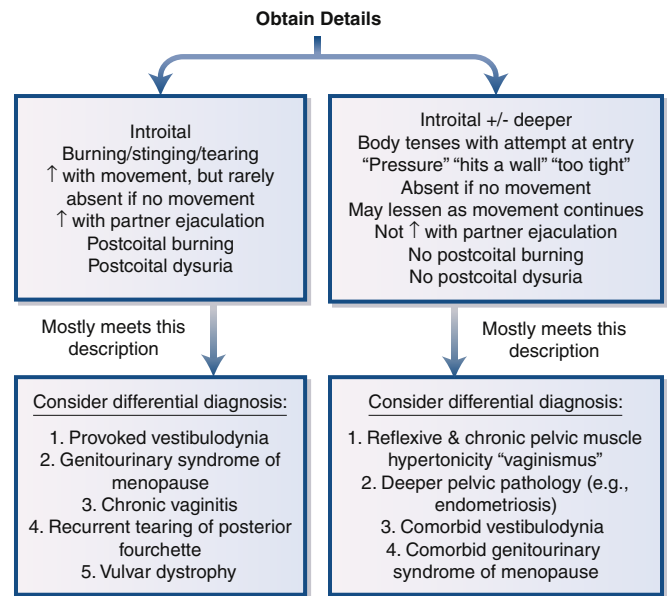 Obtain Details
Introital
Burning/stinging/tearing
↑ with movement, but rarely
absent if no movement
↑ with partner ejaculation
Postcoital burning
Postcoital dysuria
Introital +/- deeper
Body tenses with attempt at entry
“Pressure” “hits a wall” “too tight”
Absent if no movement
May lessen as movement continues
Not ↑ with partner ejaculation
No postcoital burning
No postcoital dysuria
Mostly meets this
description
Mostly meets this
description
Consider differential diagnosis:
1. Provoked vestibulodynia
2. Genitourinary syndrome of
menopause
3. Chronic vaginitis
4. Recurrent tearing of posterior
fourchette
5. Vulvar dystrophy
Consider differential diagnosis:
1. Reflexive & chronic pelvic muscle
hypertonicity “vaginismus”
2. Deeper pelvic pathology (e.g.,
endometriosis)
3. Comorbid vestibulodynia
4. Comorbid genitourinary
syndrome of menopause